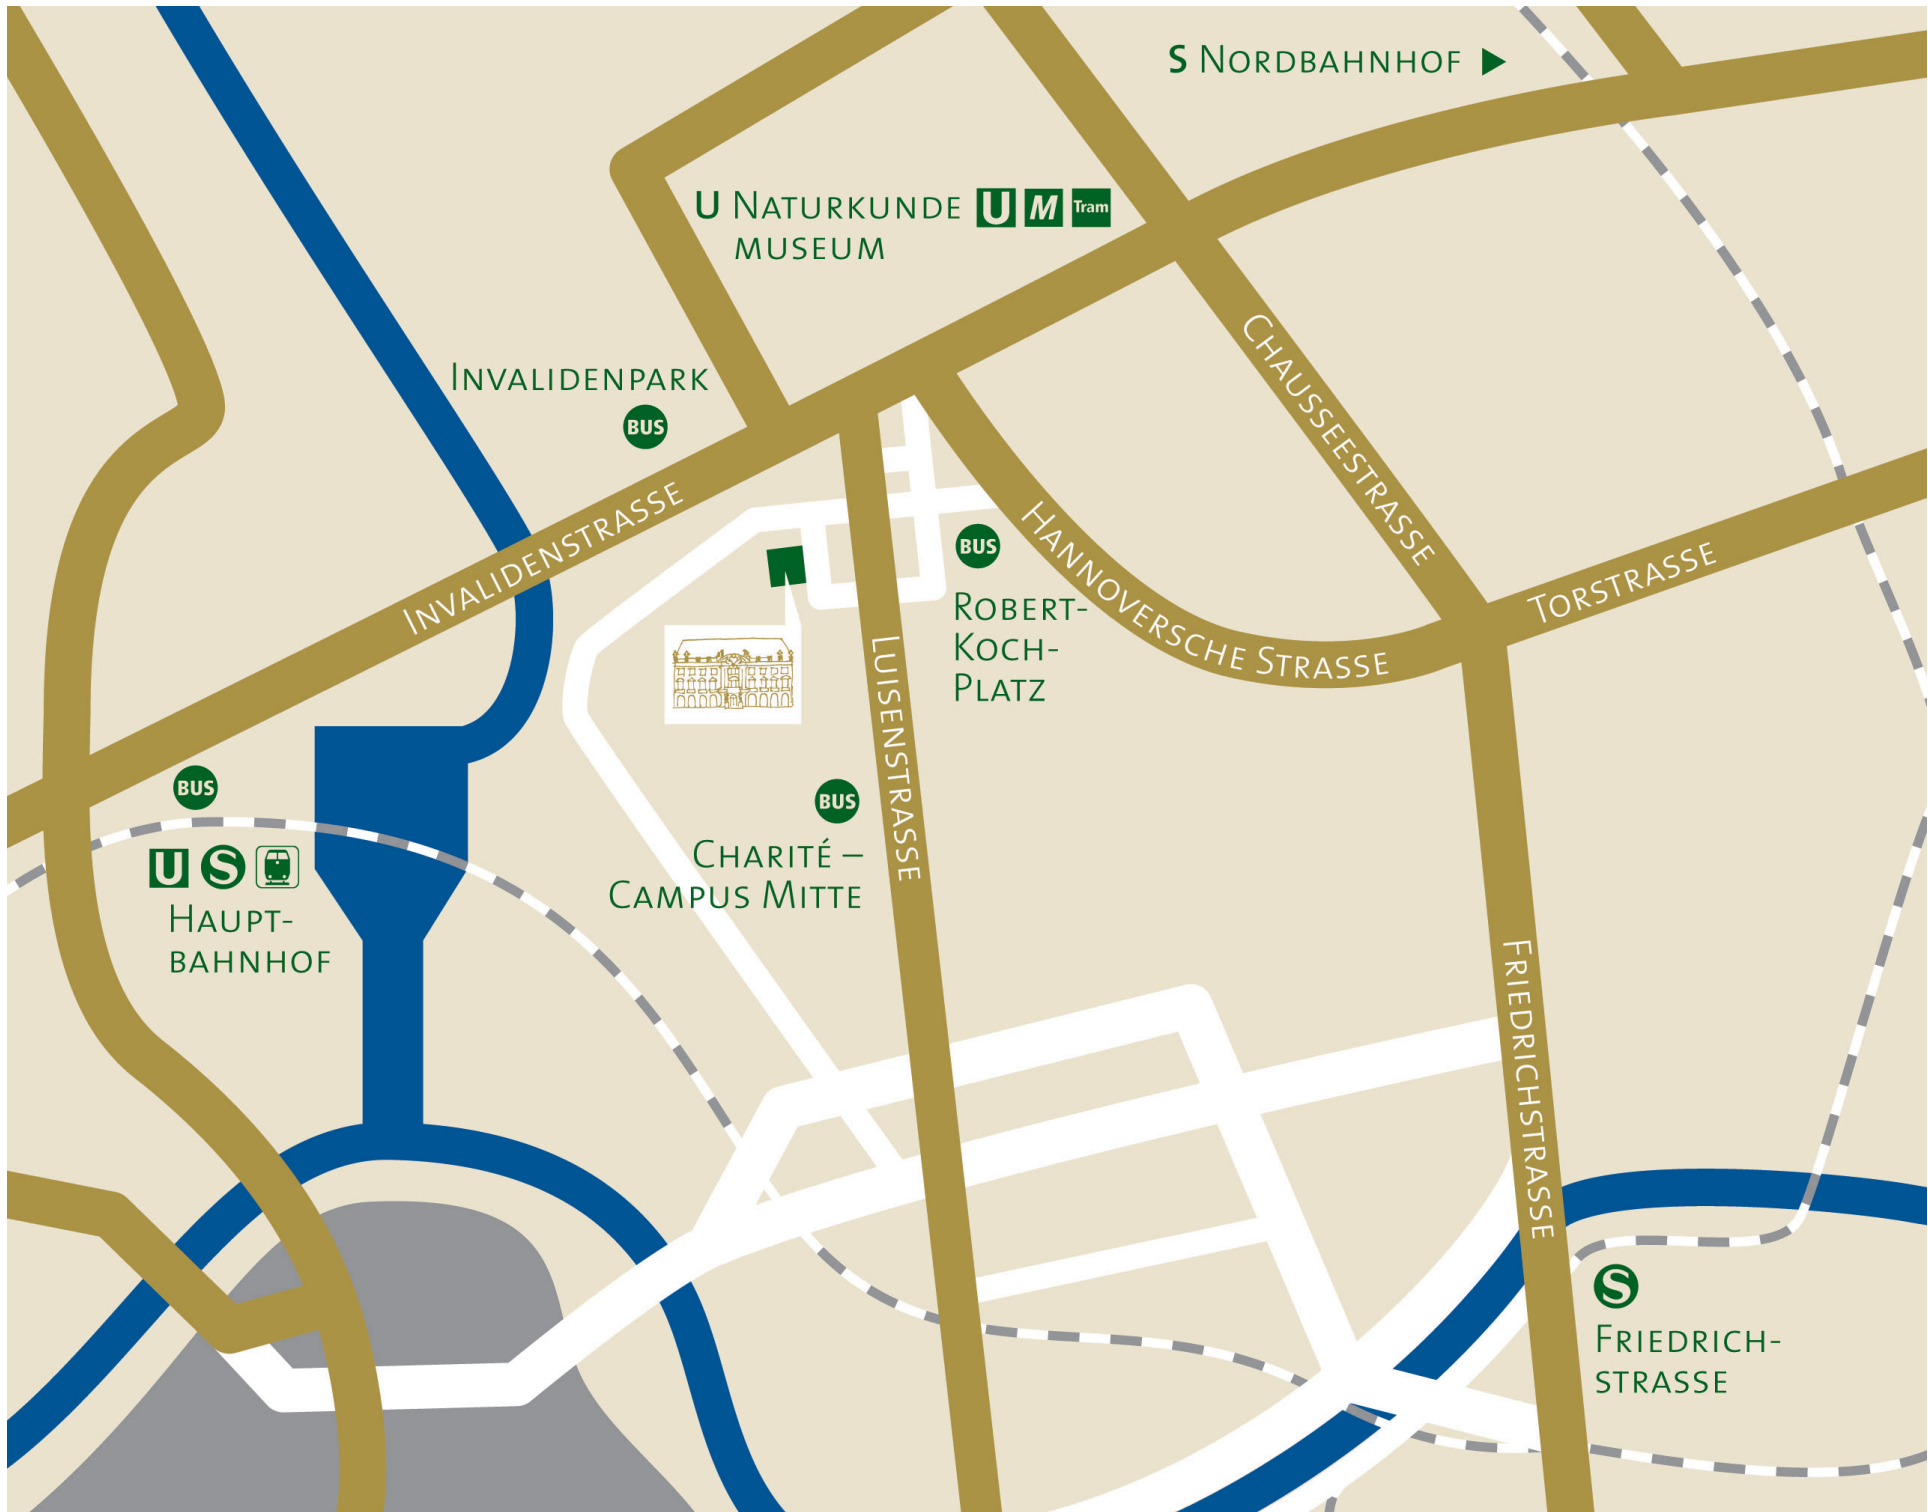 S NORDBAHNHOF
U NATURKUNDE U M Tram
MUSEUM
INVALIDENPARK
BUS
CHAUSSEESTRASSE
INVALIDENSTRASSE
HANNOVERSCHE STRASSE
TORSTRASSE
BUS
ROBERT-
KOCH-
PLATZ
LUISENSTRASSE
BUS
U S
HAUPT-
BAHNHOF
BUS
CHARITÉ –
CAMPUS MITTE
FRIEDRICHSTRASSE
S
FRIEDRICH-
STRASSE